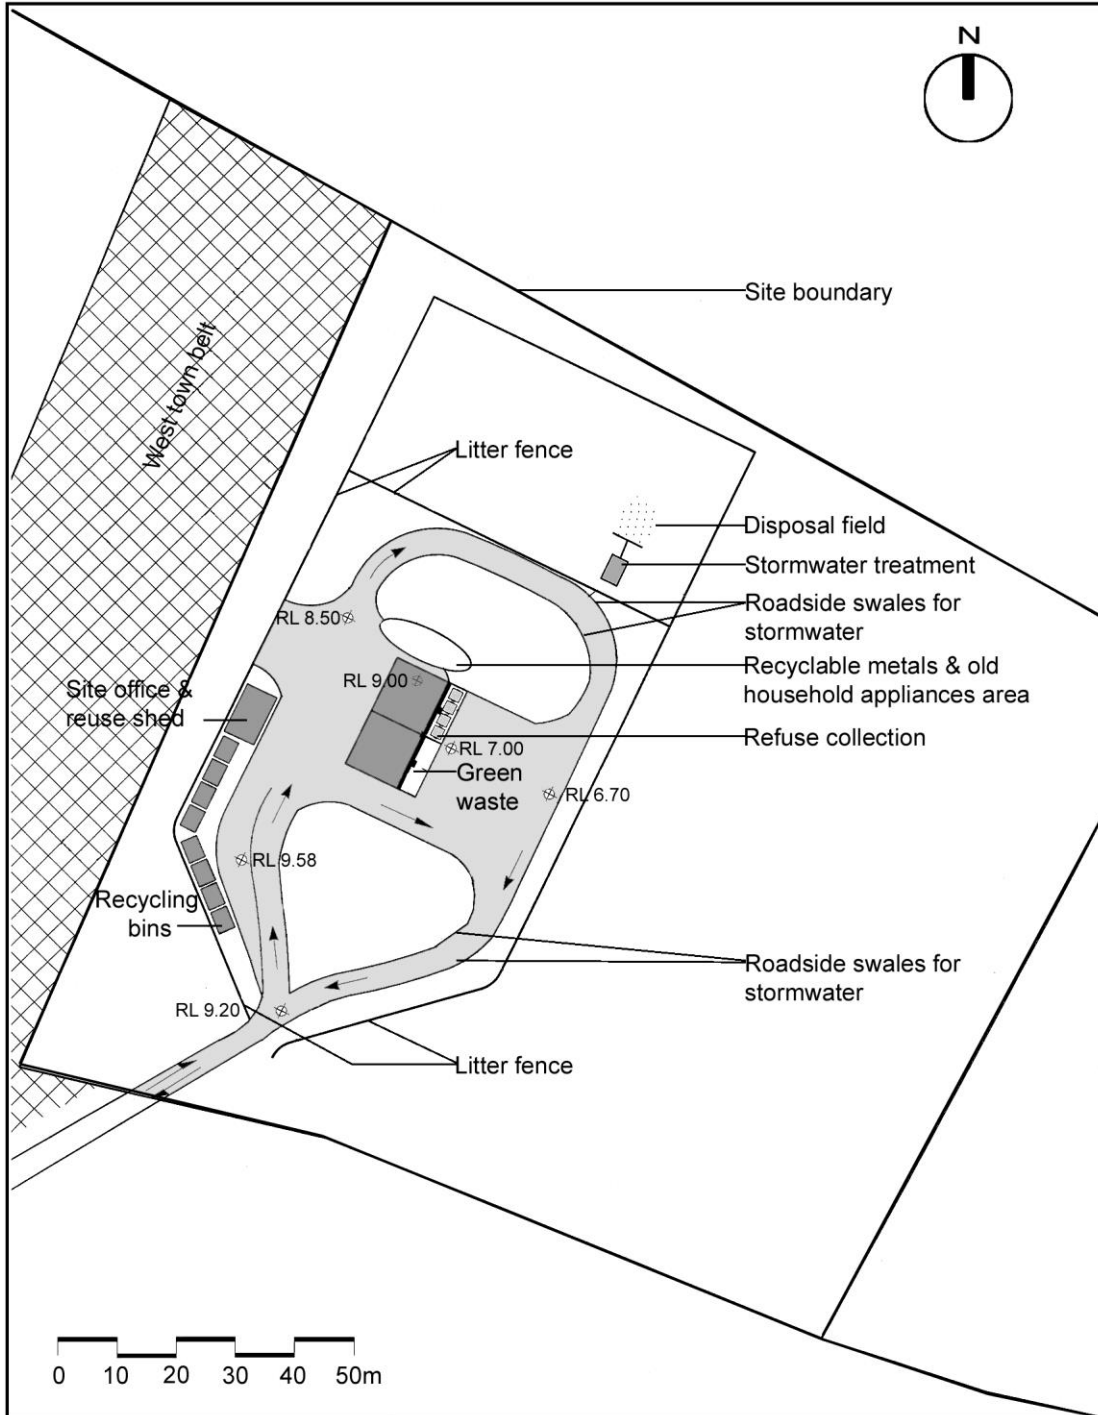 N
Site boundary
West town belt
Litter fence
Disposal field
Stormwater treatment
Roadside swales for
stormwater
RL 8.50
Recyclable metals & old
household appliances area
RL 9.00
Site office &
reuse shed
Refuse collection
RL 7.00
Green
waste
RL 6.70
RL 9.58
Recycling
bins
Roadside swales for
stormwater
RL 9.20
Litter fence
0 10 20 30 40 50m